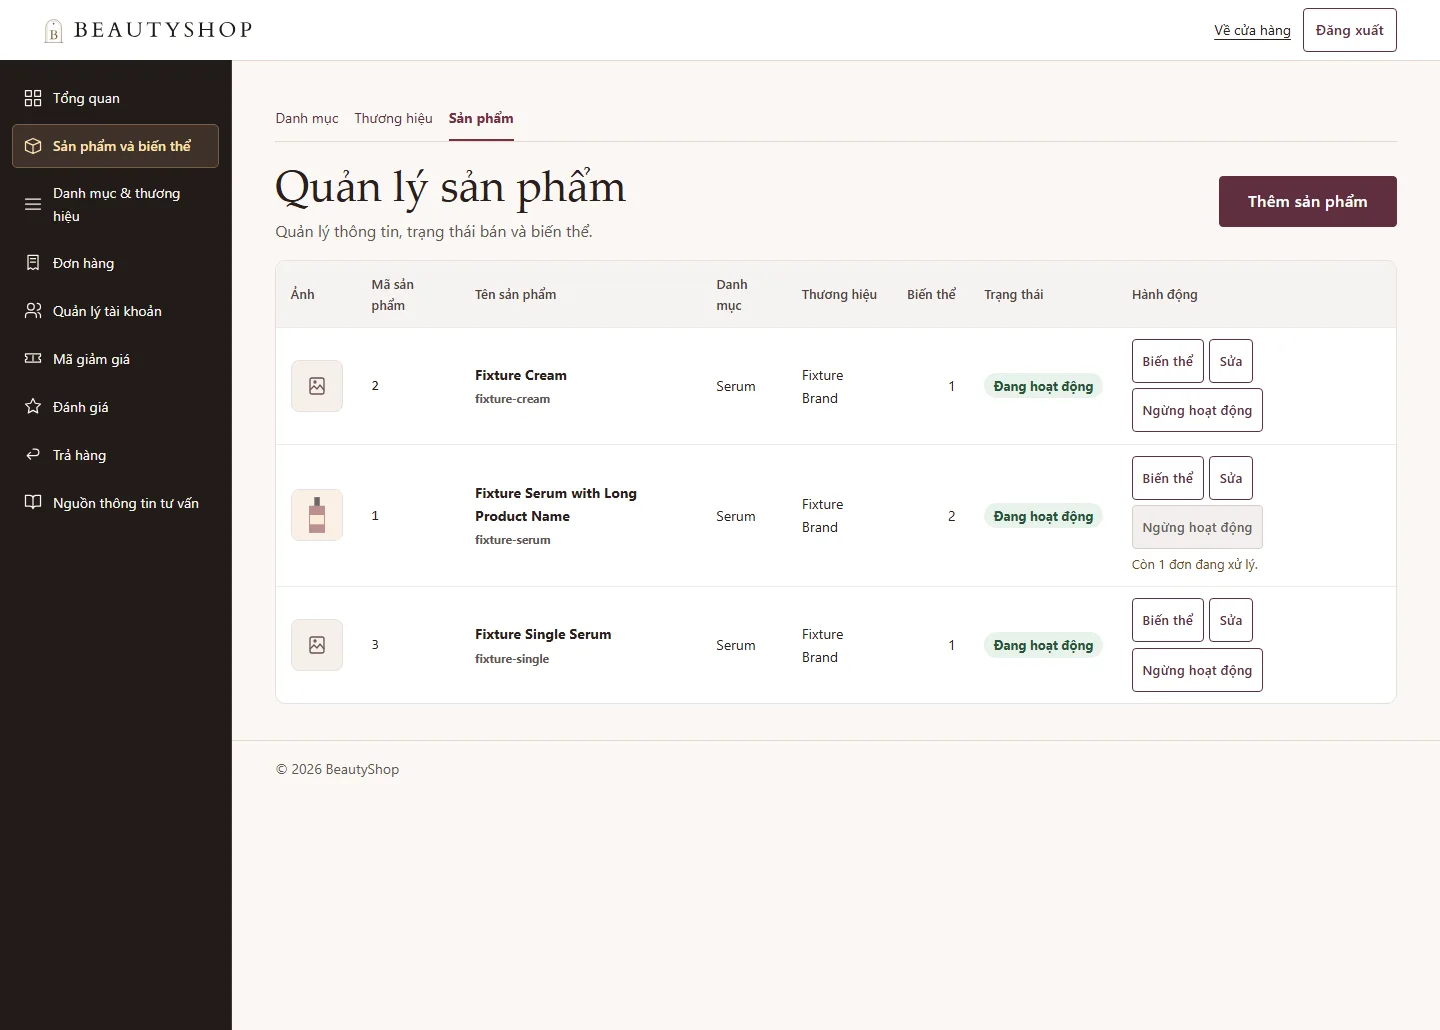 B BEAUTYSHOP
Về cửa hàng
Đăng xuất
Tổng quan
Sản phẩm và biến thể
Danh mục & thương
hiệu
Đơn hàng
Quản lý tài khoản
Mã giảm giá
Đánh giá
Trả hàng
Nguồn thông tin tư vấn
Danh mục Thương hiệu Sản phẩm
Quản lý sản phẩm
Quản lý thông tin, trạng thái bán và biến thể.
Thêm sản phẩm
Ảnh
Mã sản
phẩm
Tên sản phẩm
Danh
mục
Thương hiệu
Biến thể
Trạng thái
Hành động
2
Fixture Cream
fixture-cream
Serum
Fixture
Brand
1
Đang hoạt động
Biến thể Sửa
Ngừng hoạt động
1
Fixture Serum with Long
Product Name
fixture-serum
Serum
Fixture
Brand
2
Đang hoạt động
Biến thể Sửa
Ngừng hoạt động
Còn 1 đơn đang xử lý.
3
Fixture Single Serum
fixture-single
Serum
Fixture
Brand
1
Đang hoạt động
Biến thể Sửa
Ngừng hoạt động
© 2026 BeautyShop